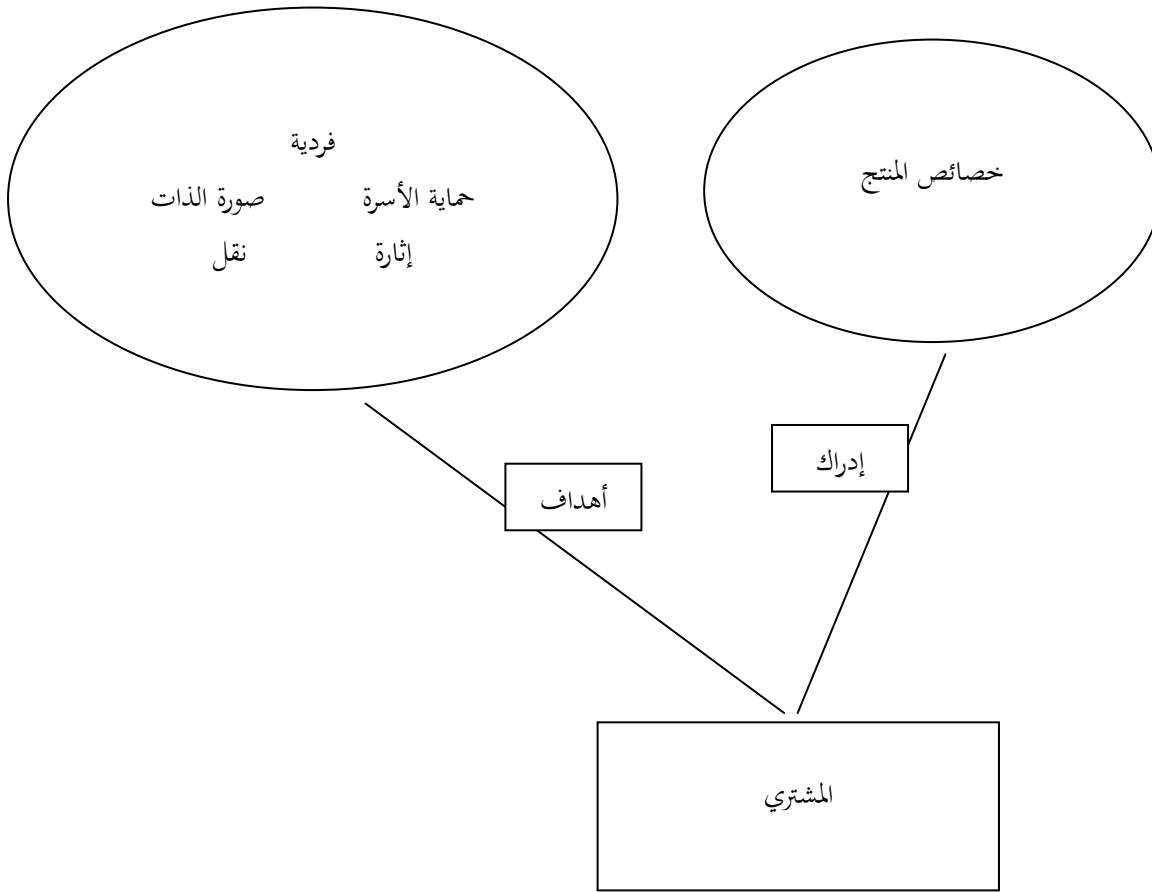 فردية
حماية الأسرة صورة الذات
إثارة نقل
خصائص المنتج
إدراك
أهداف
المشتري